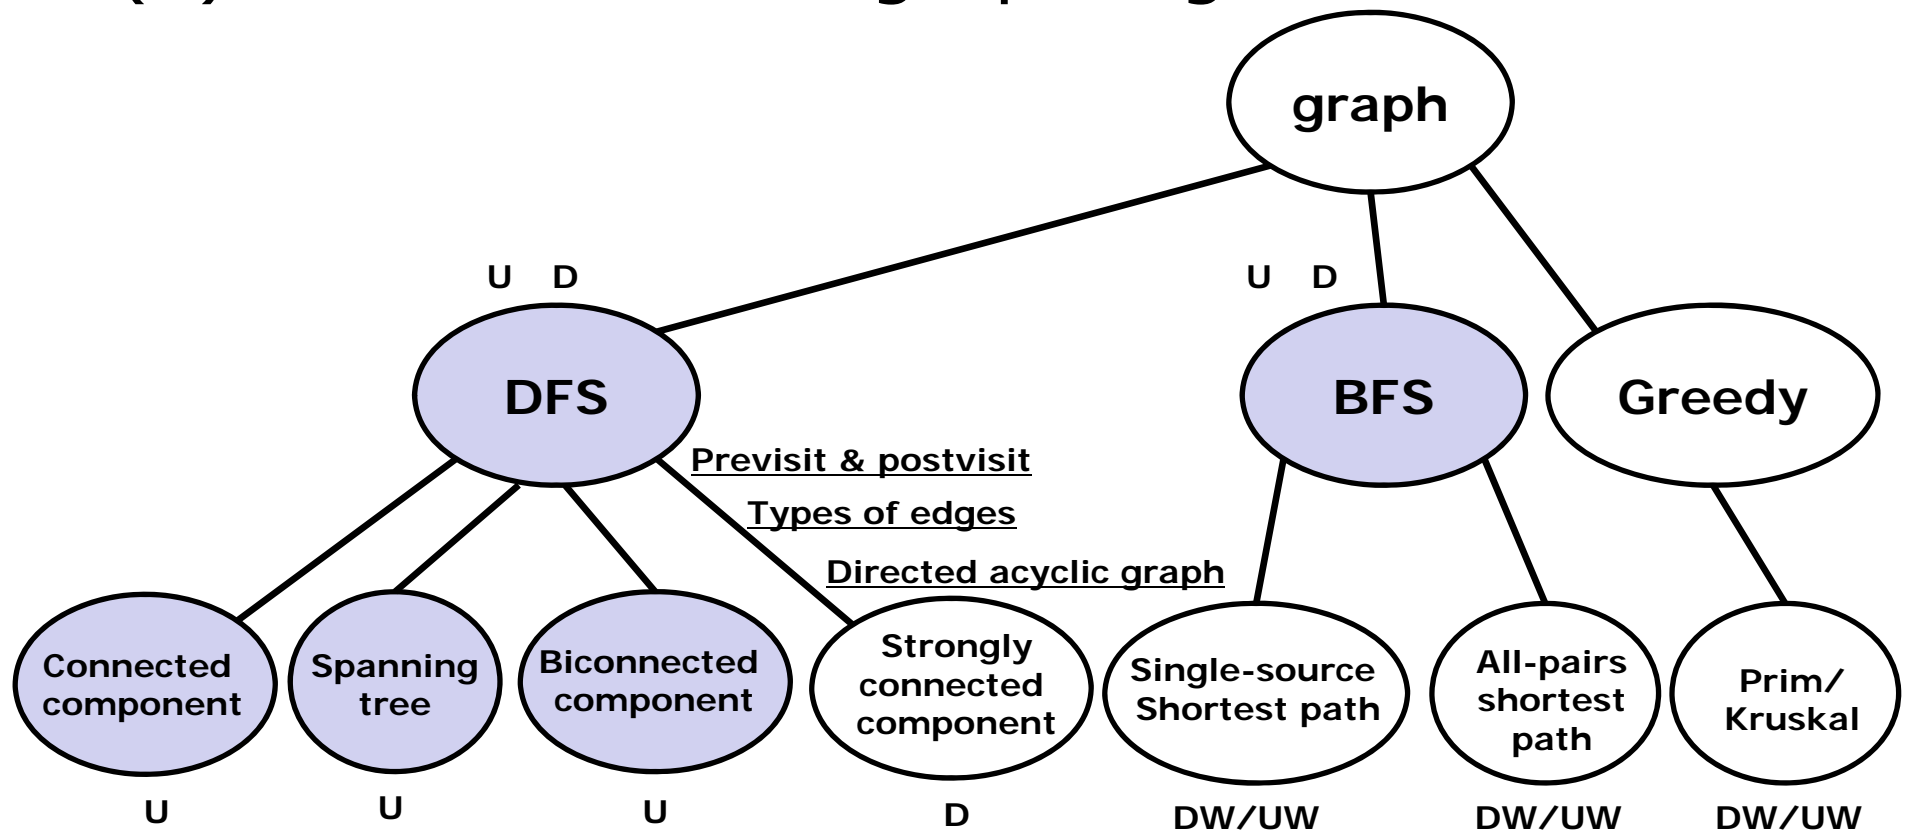 graph
U D
U D
DFS
BFS
Greedy
Previsit & postvisit
Types of edges
Directed acyclic graph
Connected
component
Spanning
tree
Biconnected
component
Strongly
connected
component
Single-source
Shortest path
All-pairs
shortest
path
Prim/
Kruskal
U
U
U
D
DW/UW
DW/UW
DW/UW